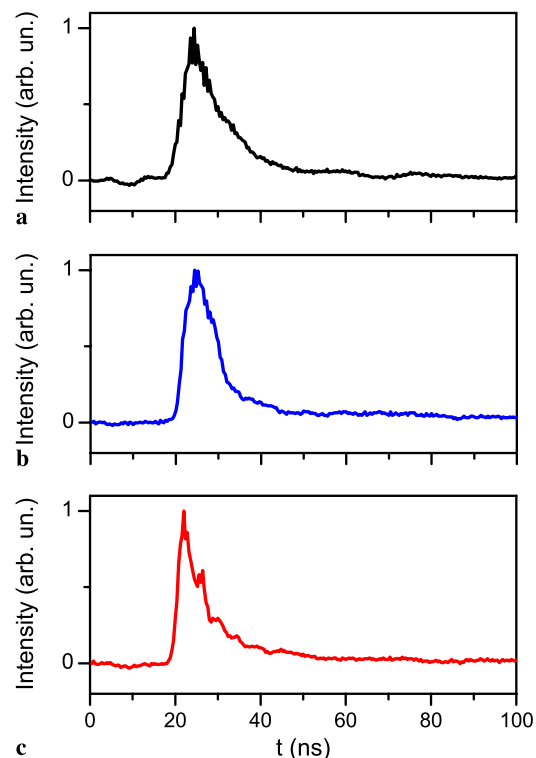 1
0
Intensity (arb. un.)
a
1
0
Intensity (arb. un.)
b
1
0
Intensity (arb. un.)
0 20 40 60 80 100
t (ns)
c